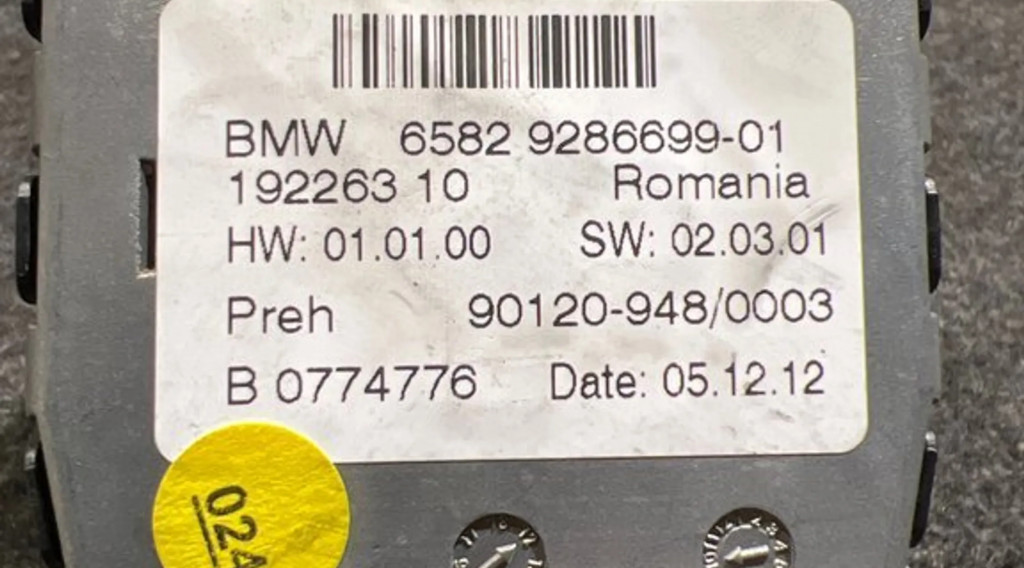 BMW 6582 9286699-01
192263 10 Romania
HW: 01.01.00 SW: 02.03.01
Preh 90120-948/0003
B 0774776 Date: 05.12.12
024